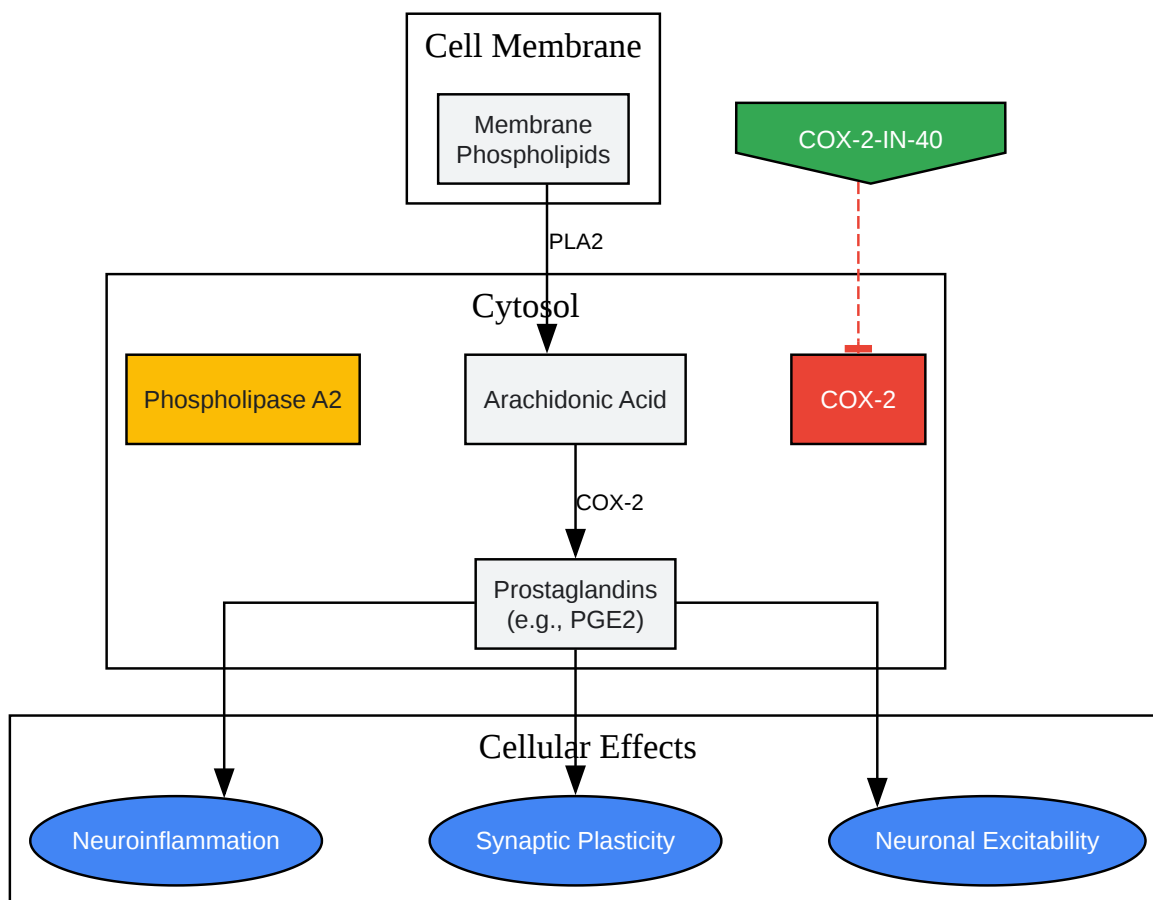 Cell Membrane
Membrane
Phospholipids
COX-2-IN-40
PLA2
Cytosol
Phospholipase A2
Arachidonic Acid
COX-2
COX-2
Prostaglandins
(e.g., PGE2)
Cellular Effects
Neuroinflammation
Synaptic Plasticity
Neuronal Excitability